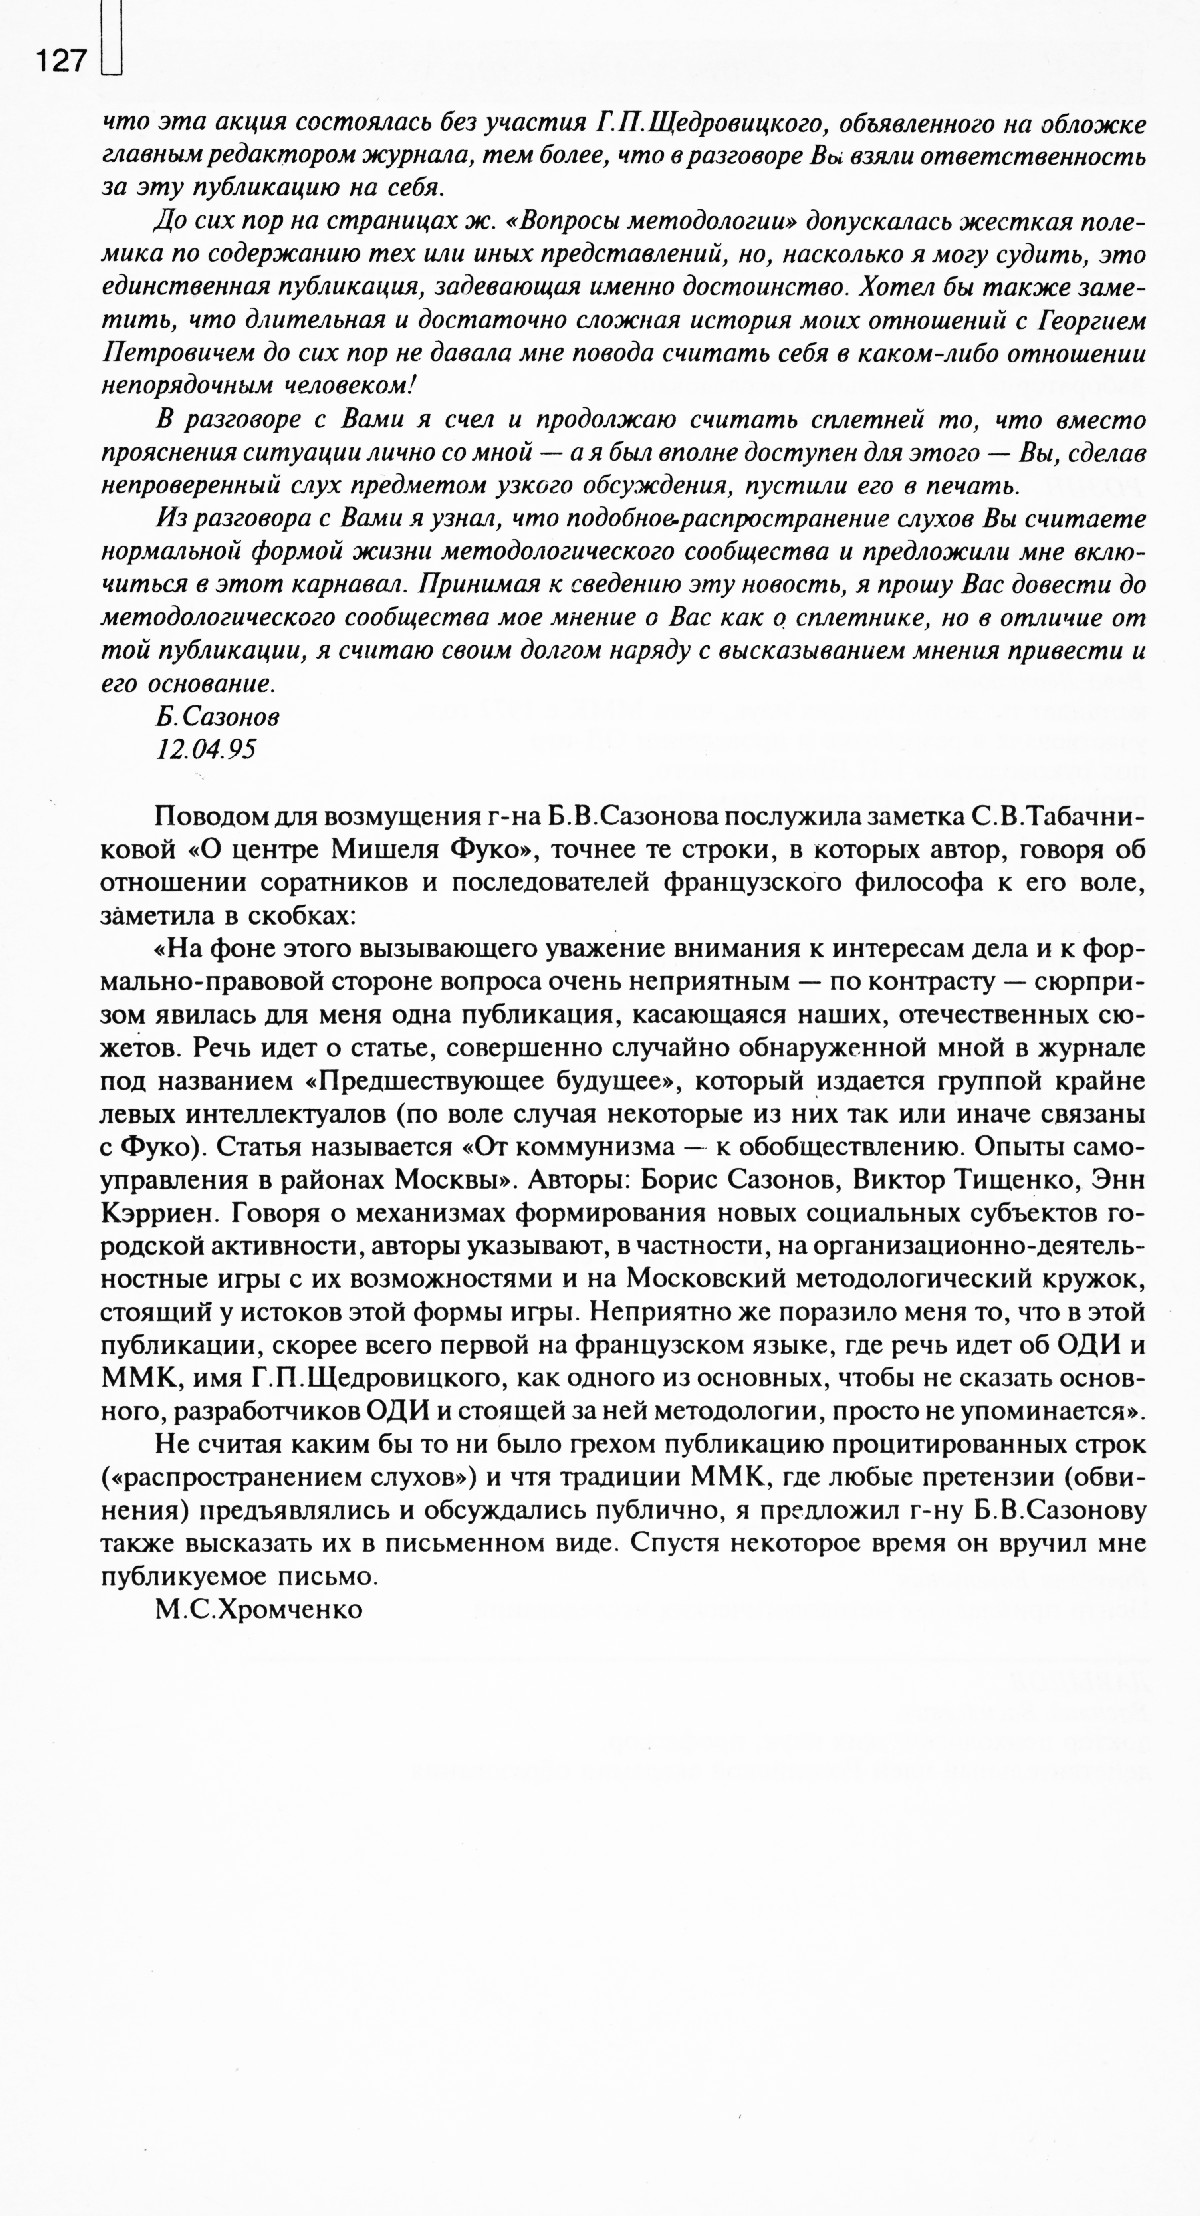 127
что эта акция состоялась без участия Г.П.Щедровицкого, объявленного на обложке
главным редактором журнала, тем более, что в разговоре Вы взяли ответственность
за эту публикацию на себя.
До сих пор на страницах ж. «Вопросы методологии» допускалась жесткая поле-
мика по содержанию тех или иных представлений, но, насколько я могу судить, это
единственная публикация, задевающая именно достоинство. Хотел бы также заме-
тить, что длительная и достаточно сложная история моих отношений с Георгием
Петровичем до сих пор не давала мне повода считать себя в каком-либо отношении
непорядочным человеком!
В разговоре с Вами я счел и продолжаю считать сплетней то, что вместо
прояснения ситуации лично со мной — а я был вполне доступен для этого — Вы, сделав
непроверенный слух предметом узкого обсуждения, пустили его в печать.
Из разговора с Вами я узнал, что подобное распространение слухов Вы считаете
нормальной формой жизни методологического сообщества и предложили мне вклю-
читься в этот карнавал. Принимая к сведению эту новость, я прошу Вас довести до
методологического сообщества мое мнение о Вас как о сплетнике, но в отличие от
той публикации, я считаю своим долгом наряду с высказыванием мнения привести и
его основание.
Б.Сазонов
12.04.95
Поводом для возмущения г-на Б.В.Сазонова послужила заметка С.В.Табачни-
ковой «О центре Мишеля Фуко», точнее те строки, в которых автор, говоря об
отношении соратников и последователей французского философа к его воле,
заметила в скобках:
«На фоне этого вызывающего уважение внимания к интересам дела и к фор-
мально-правовой стороне вопроса очень неприятным — по контрасту — сюрпри-
зом явилась для меня одна публикация, касающаяся наших, отечественных сю-
жетов. Речь идет о статье, совершенно случайно обнаруженной мной в журнале
под названием «Предшествующее будущее», который издается группой крайне
левых интеллектуалов (по воле случая некоторые из них так или иначе связаны
с Фуко). Статья называется «От коммунизма — к обобществлению. Опыты само-
управления в районах Москвы». Авторы: Борис Сазонов, Виктор Тищенко, Энн
Кэрриен. Говоря о механизмах формирования новых социальных субъектов го-
родской активности, авторы указывают, в частности, на организационно-деятель-
ностные игры с их возможностями и на Московский методологический кружок,
стоящий у истоков этой формы игры. Неприятно же поразило меня то, что в этой
публикации, скорее всего первой на французском языке, где речь идет об ОДИ и
ММК, имя Г.П.Щедровицкого, как одного из основных, чтобы не сказать основ-
ного, разработчиков ОДИ и стоящей за ней методологии, просто не упоминается».
Не считая каким бы то ни было грехом публикацию процитированных строк
(«распространением слухов») и чтя традиции ММК, где любые претензии (обви-
нения) предъявлялись и обсуждались публично, я предложил г-ну Б.В.Сазонову
также высказать их в письменном виде. Спустя некоторое время он вручил мне
публикуемое письмо.
М.С.Хромченко